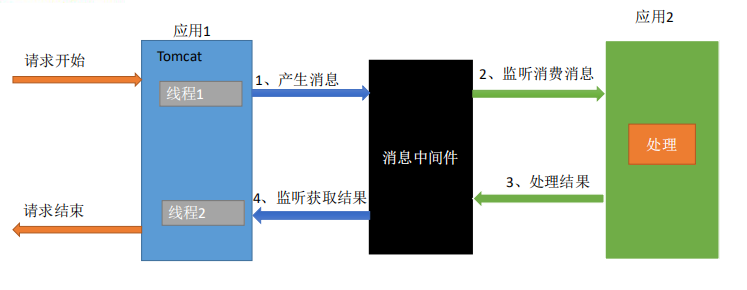 应用1
应用2
请求开始
Tomcat
线程1
1、产生消息
2、监听消费消息
消息中间件
处理
3、处理结果
4、监听获取结果
线程2
请求结束